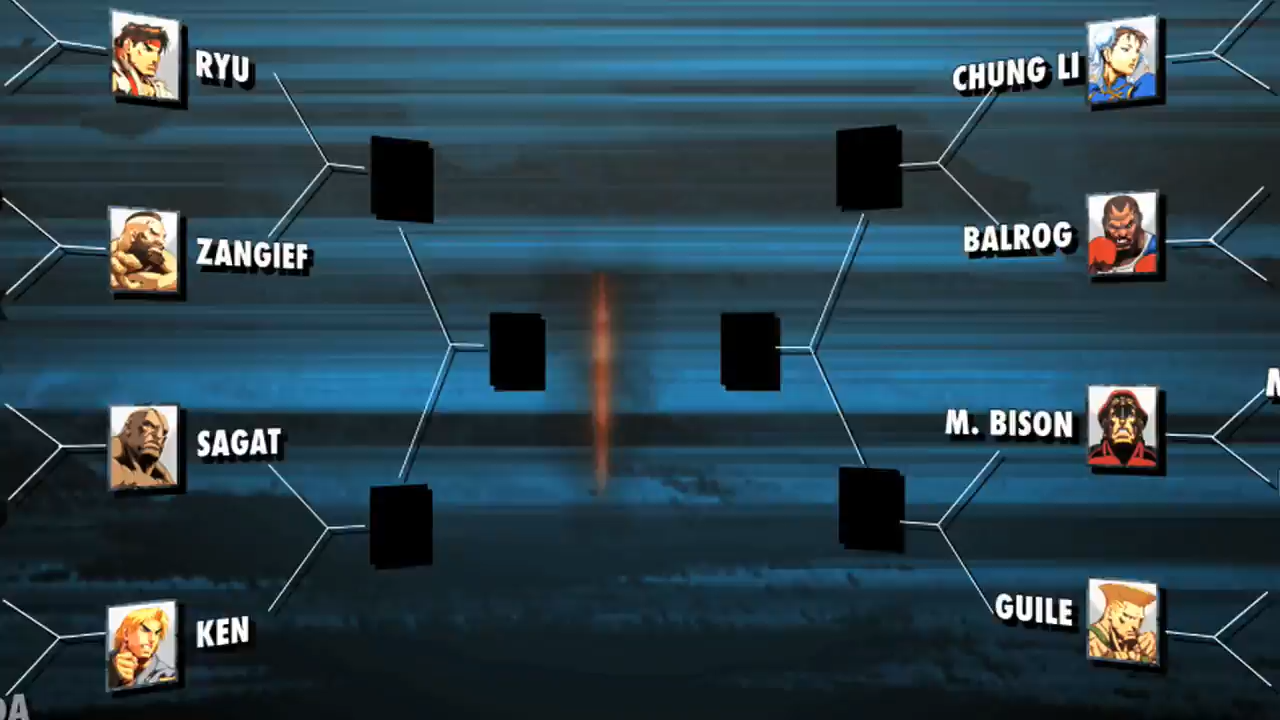 RYU
CHUNG LI
ZANGIEF
BALROG
SAGAT
M. BISON
KEN
GUILE